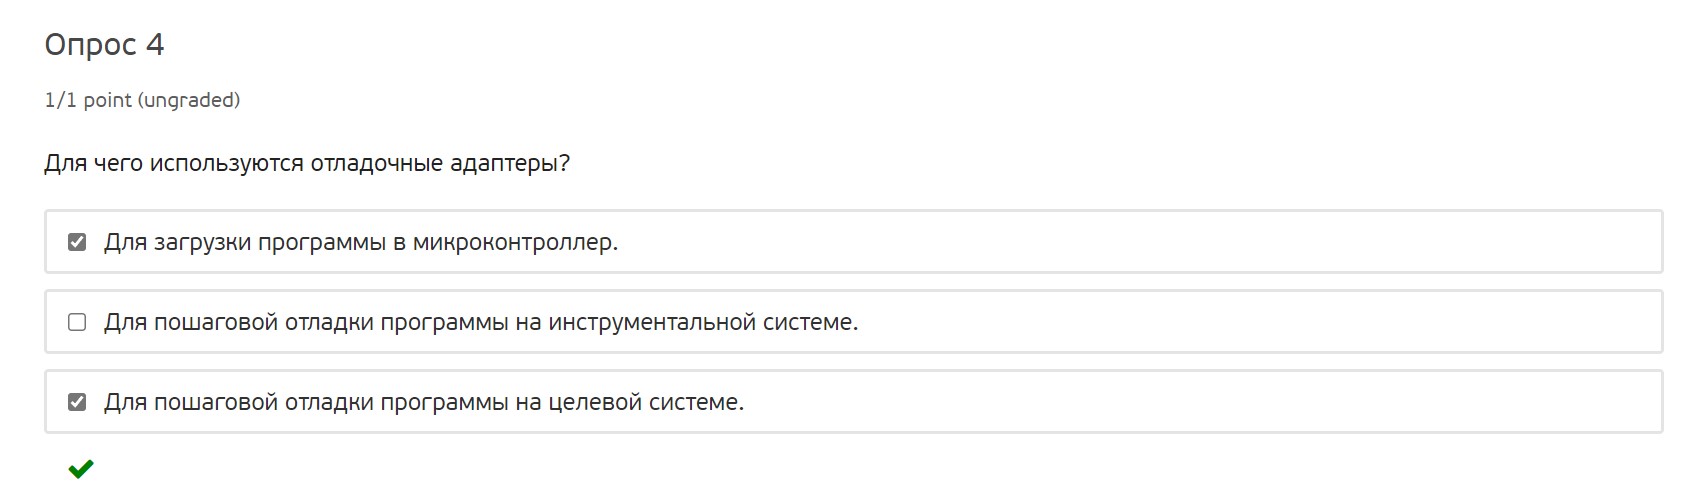 Опрос 4
1/1 point (ungraded)
Для чего используются отладочные адаптеры?
Для загрузки программы в микроконтроллер.
Для пошаговой отладки программы на инструментальной системе.
Для пошаговой отладки программы на целевой системе.